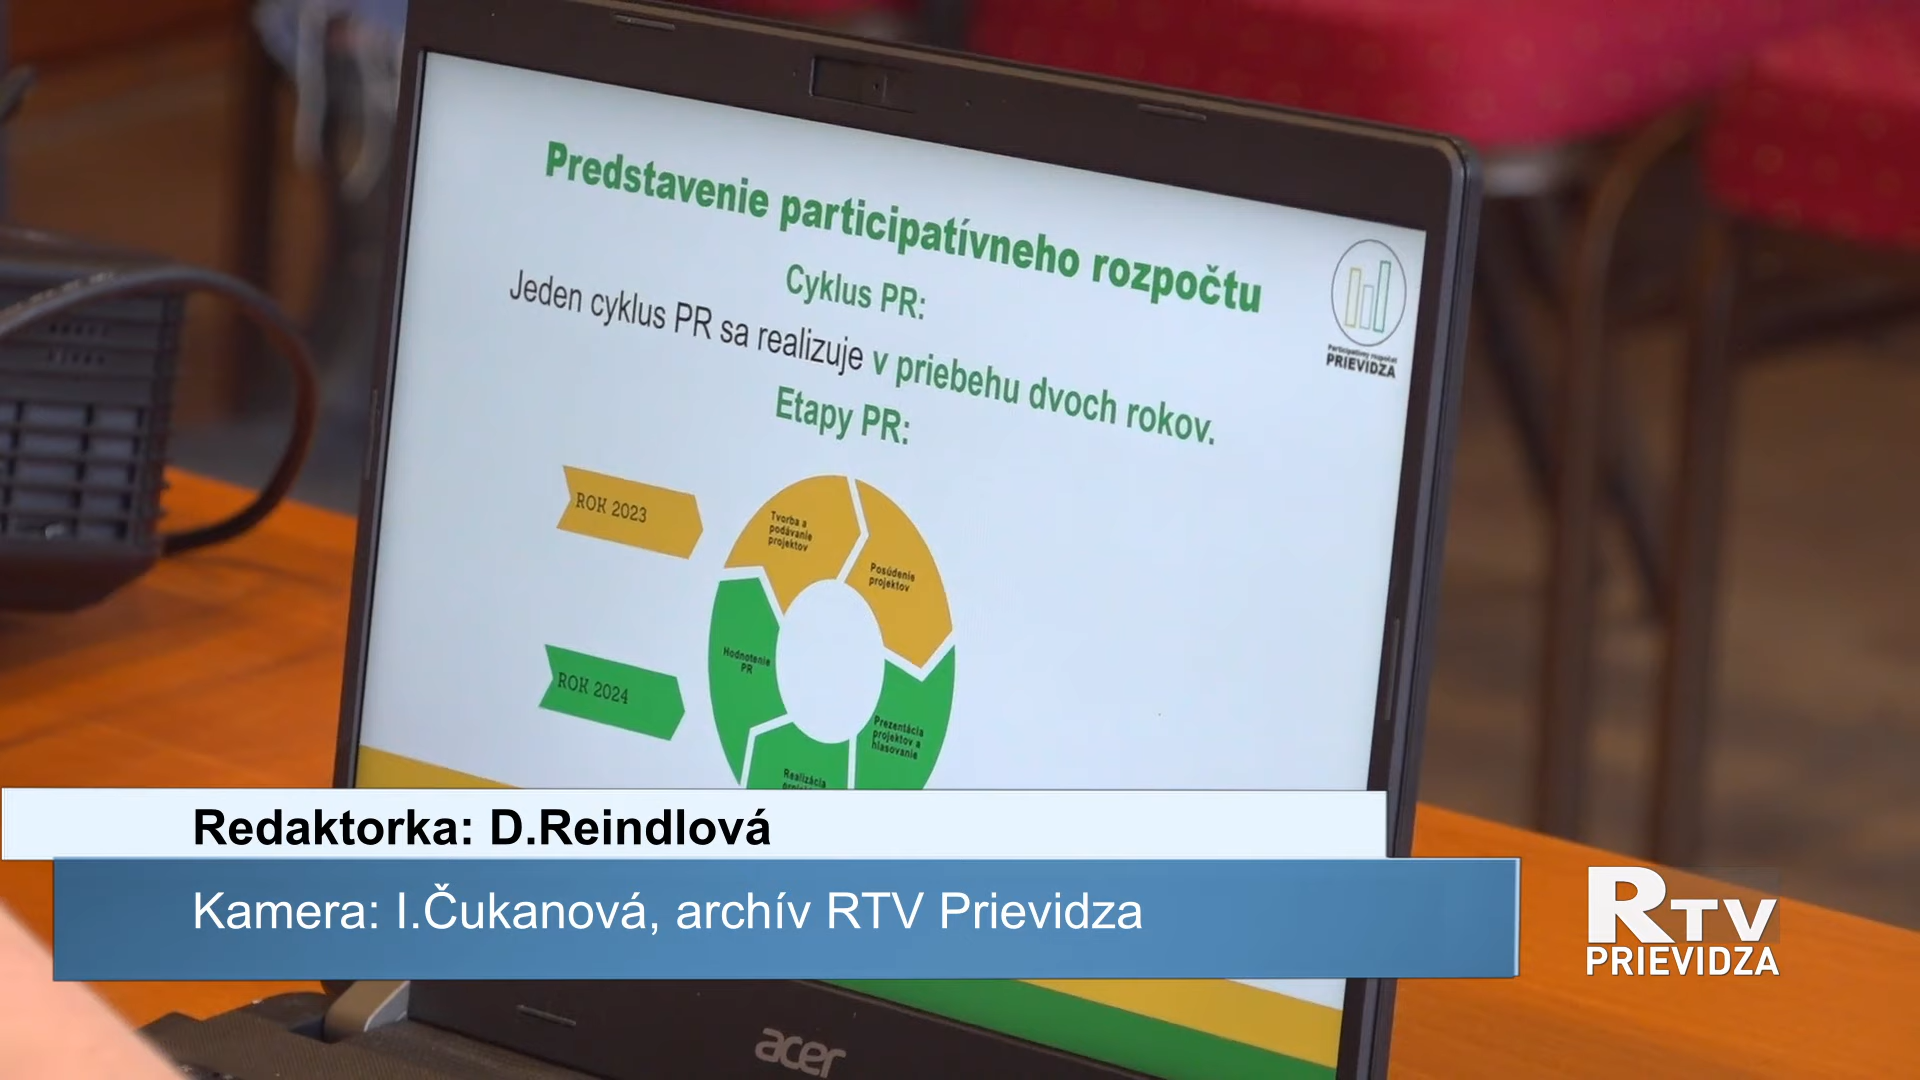 Predstavenie participatívneho rozpočtu
Cyklus PR:
Jeden cyklus PR sa realizuje v priebehu dvoch rokov.
Etapy PR:
Participatívny rozpočet
PRIEVIDZA
ROK 2023
Tvorba a
podávanie
projektov
Posúdenie
projektov
ROK 2024
Hodnotenie
PR
Prezentácia
projektov a
hlasovanie
Realizácia
Redaktorka: D.Reindlová
Kamera: I.Čukanová, archív RTV Prievidza
RTV
PRIEVIDZA
acer